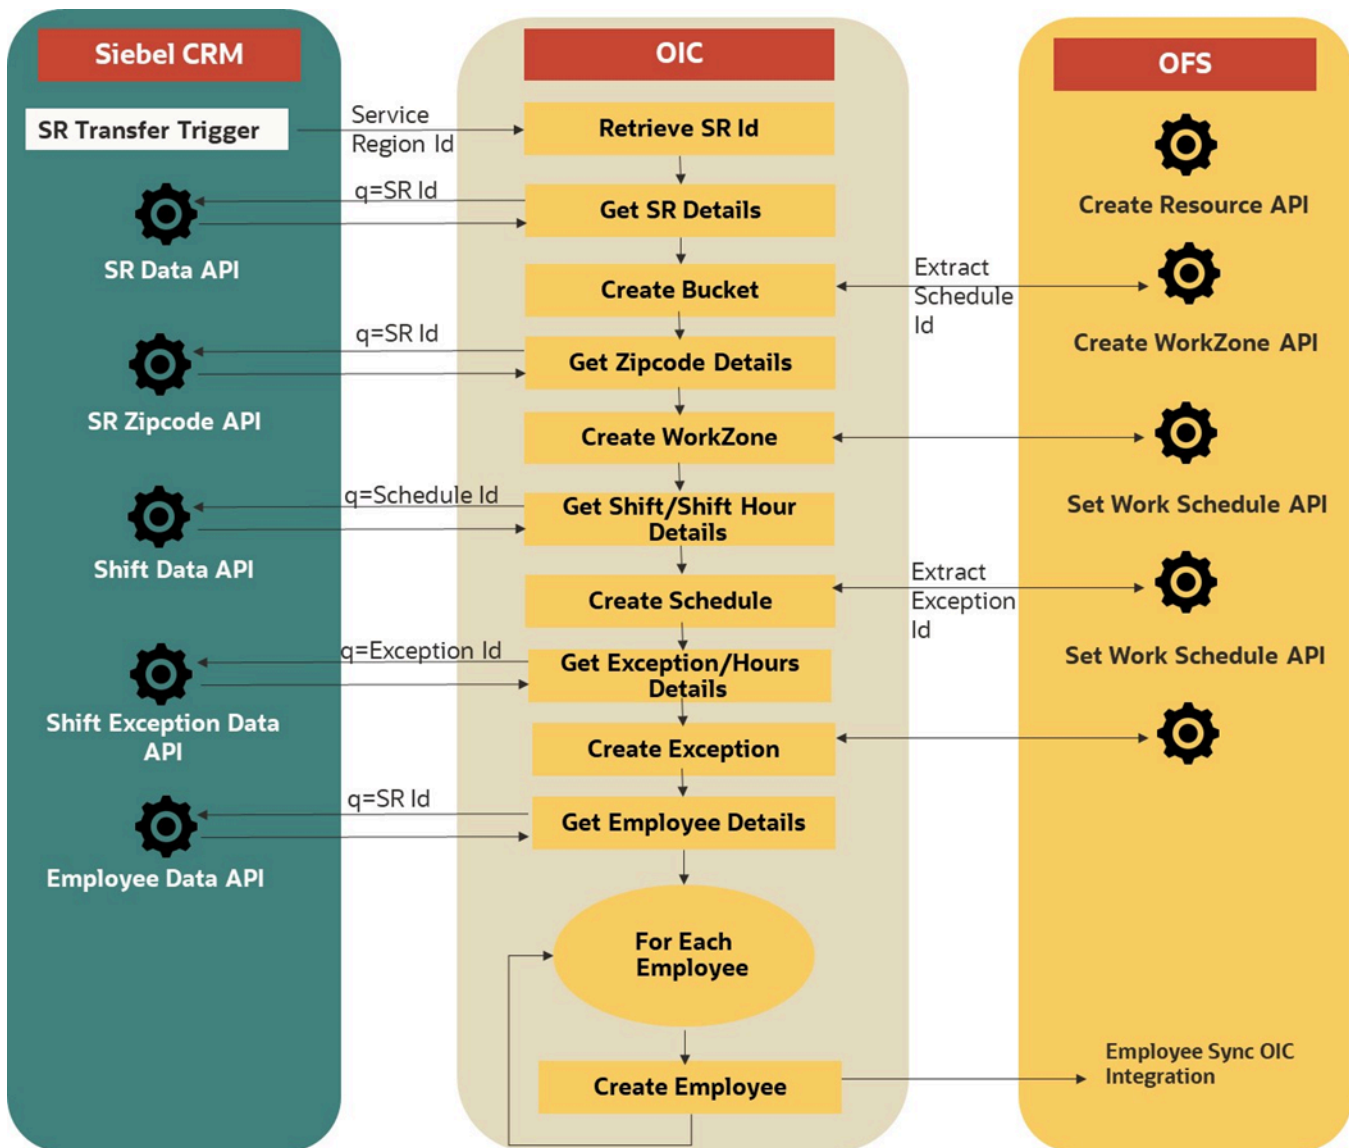 Siebel CRM
OIC
OFS
SR Transfer Trigger
Service
Region Id
Retrieve SR Id
Create Resource API
q=SR Id
Get SR Details
SR Data API
Create Bucket
Extract
Schedule
Id
Create WorkZone API
q=SR Id
Get Zipcode Details
SR Zipcode API
Create WorkZone
Set Work Schedule API
q=Schedule Id
Get Shift/Shift Hour
Details
Shift Data API
Create Schedule
Extract
Exception
Id
Set Work Schedule API
q=Exception Id
Get Exception/Hours
Details
Shift Exception Data
API
Create Exception
q=SR Id
Get Employee Details
Employee Data API
For Each
Employee
Create Employee
Employee Sync OIC
Integration